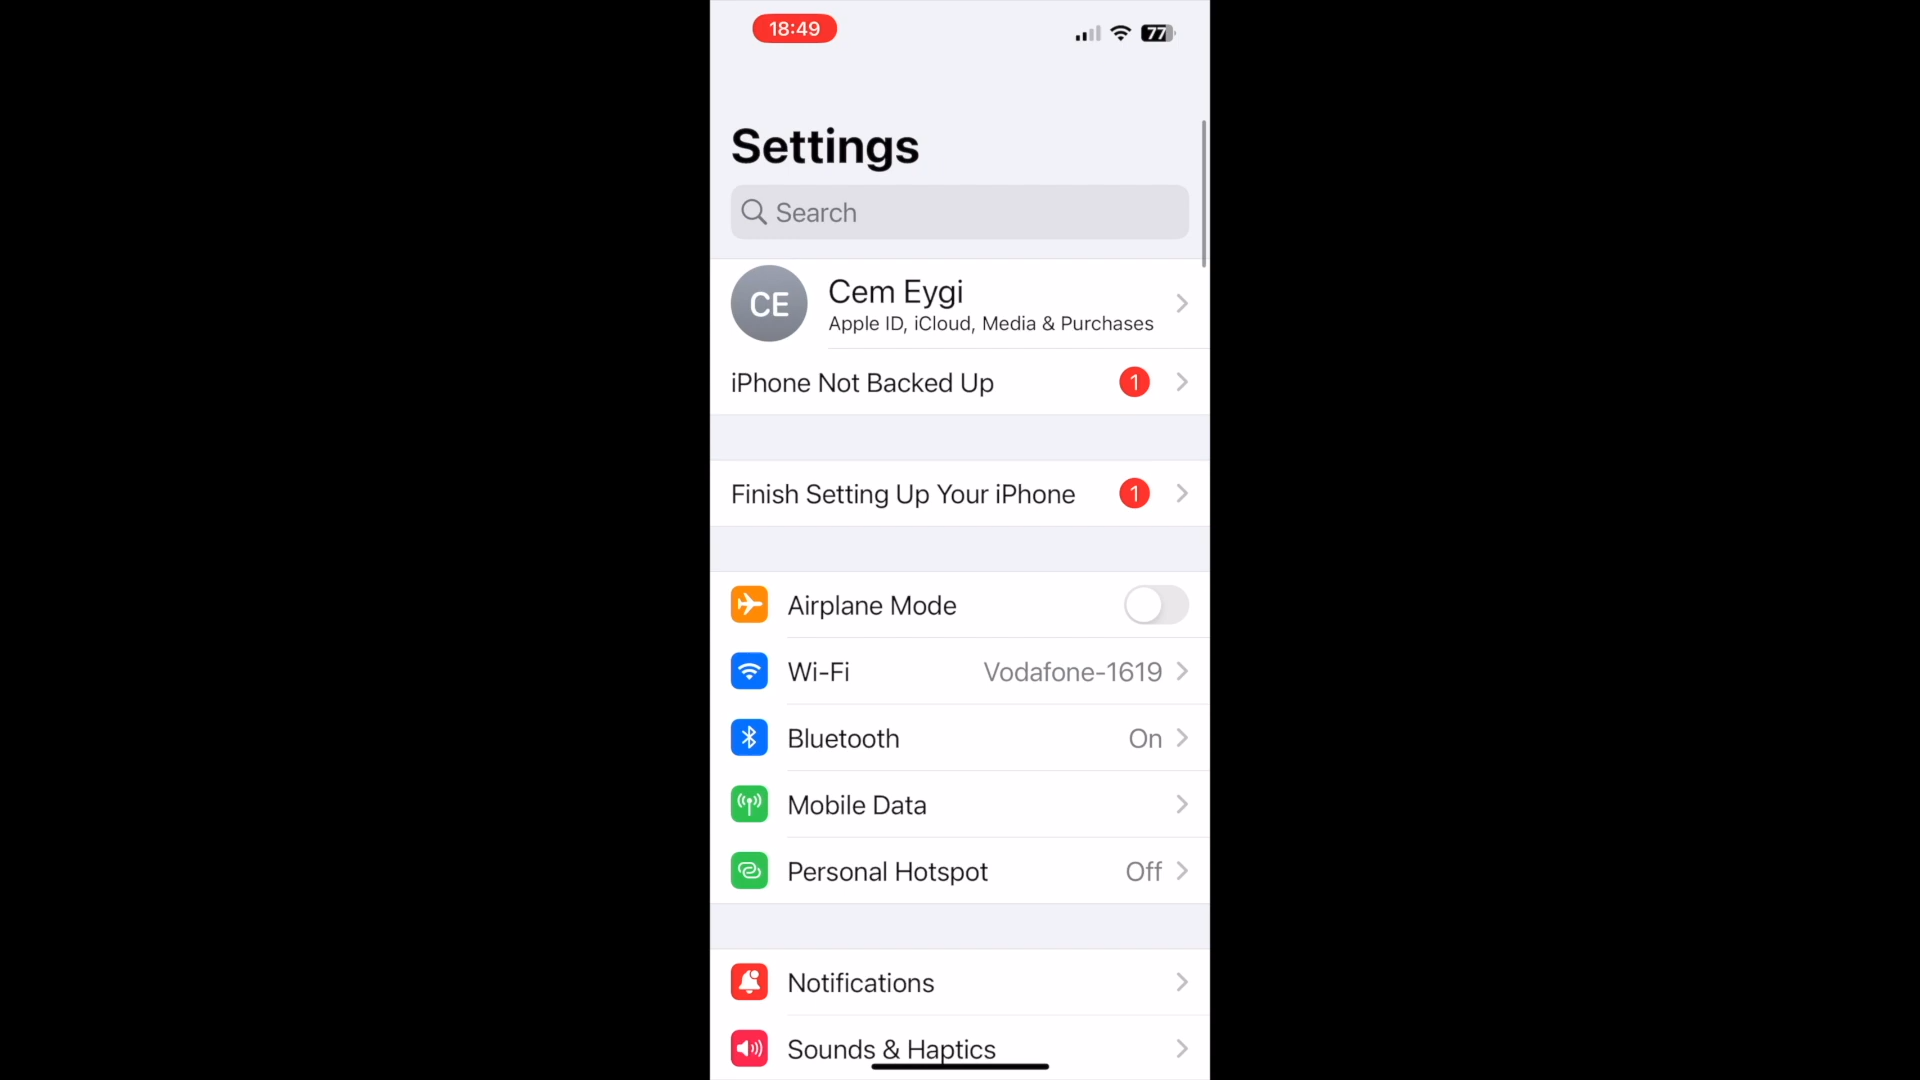 18:49
77
Settings
Search
CE
Cem Eygi
Apple ID, iCloud, Media & Purchases
iPhone Not Backed Up 1
Finish Setting Up Your iPhone 1
Airplane Mode
Wi-Fi Vodafone-1619
Bluetooth On
Mobile Data
Personal Hotspot Off
Notifications
Sounds & Haptics